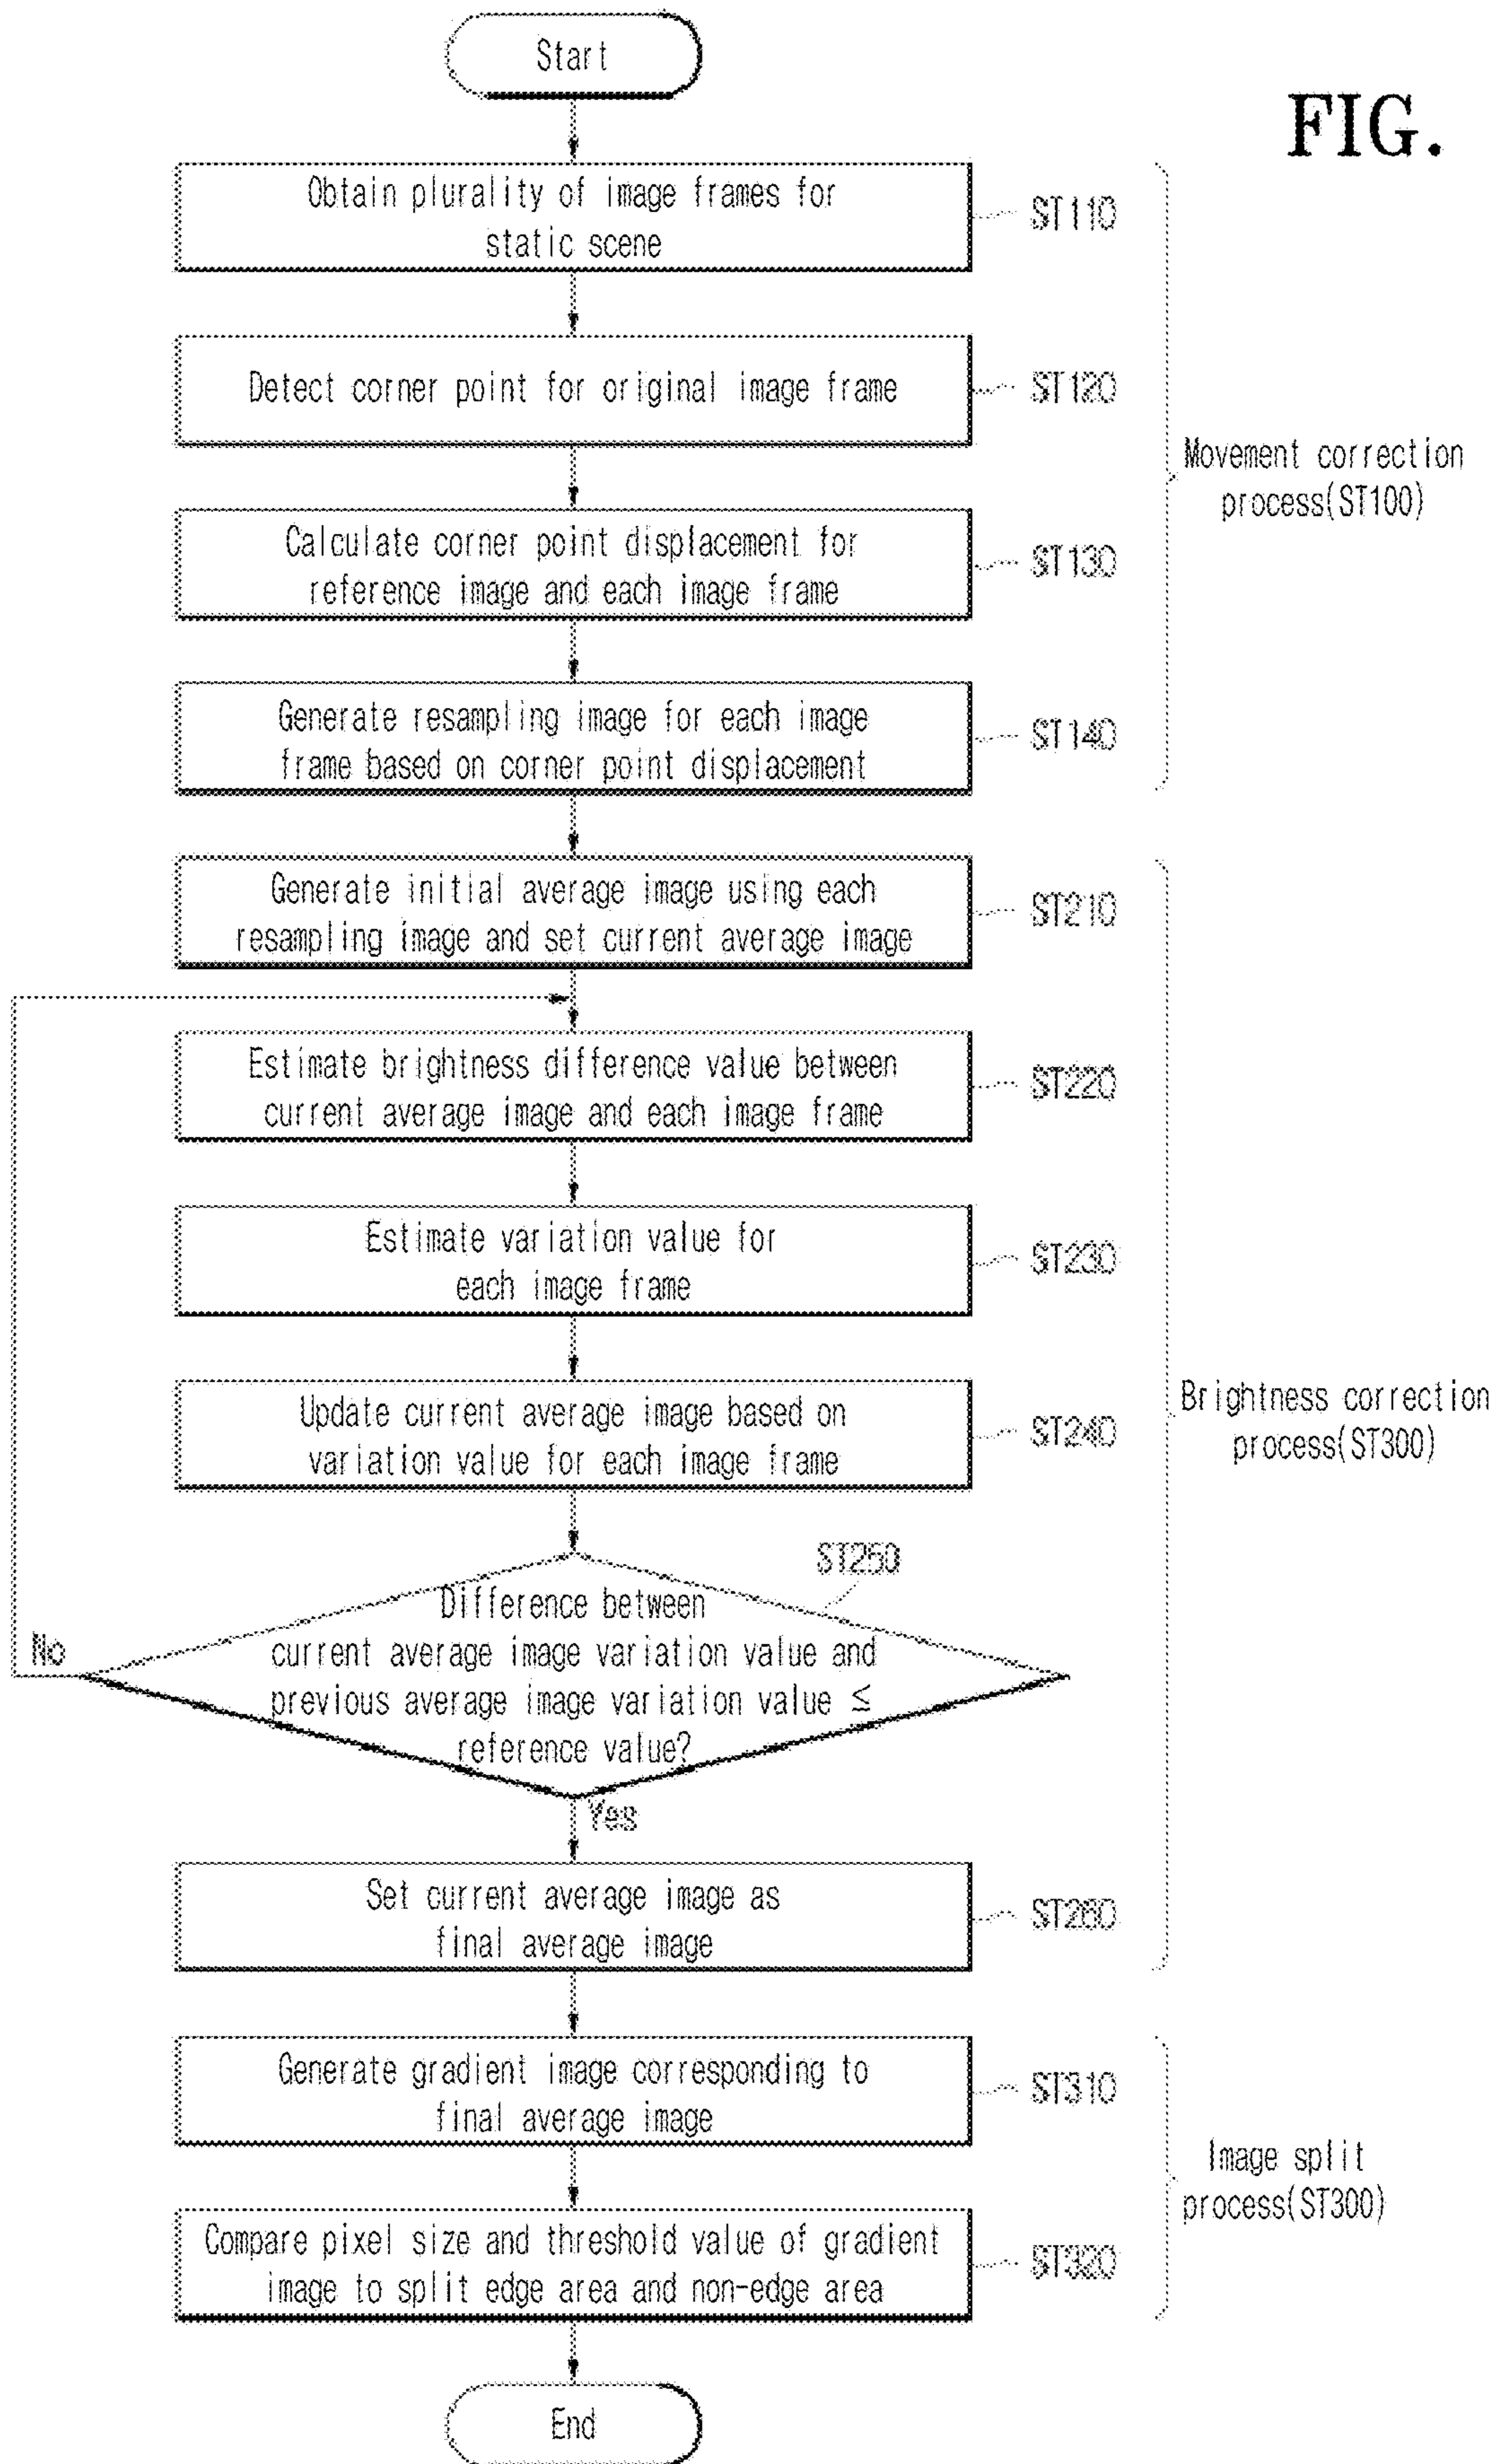 Start
FIG.
Obtain plurality of image frames for
static scene
ST110
Detect corner point for original image frame
ST120
Movement correction
process(ST100)
Calculate corner point displacement for
reference image and each image frame
ST130
Generate resampling image for each image
frame based on corner point displacement
ST140
Generate initial average image using each
resampling image and set current average image
ST210
Estimate brightness difference value between
current average image and each image frame
ST220
Estimate variation value for
each image frame
ST230
Update current average image based on
variation value for each image frame
ST240
Brightness correction
process(ST300)
ST250
Difference between
current average image variation value and
previous average image variation value ≤
reference value?
No
Yes
Set current average image as
final average image
ST260
Generate gradient image corresponding to
final average image
ST310
Image split
process(ST300)
Compare pixel size and threshold value of gradient
image to split edge area and non-edge area
ST320
End